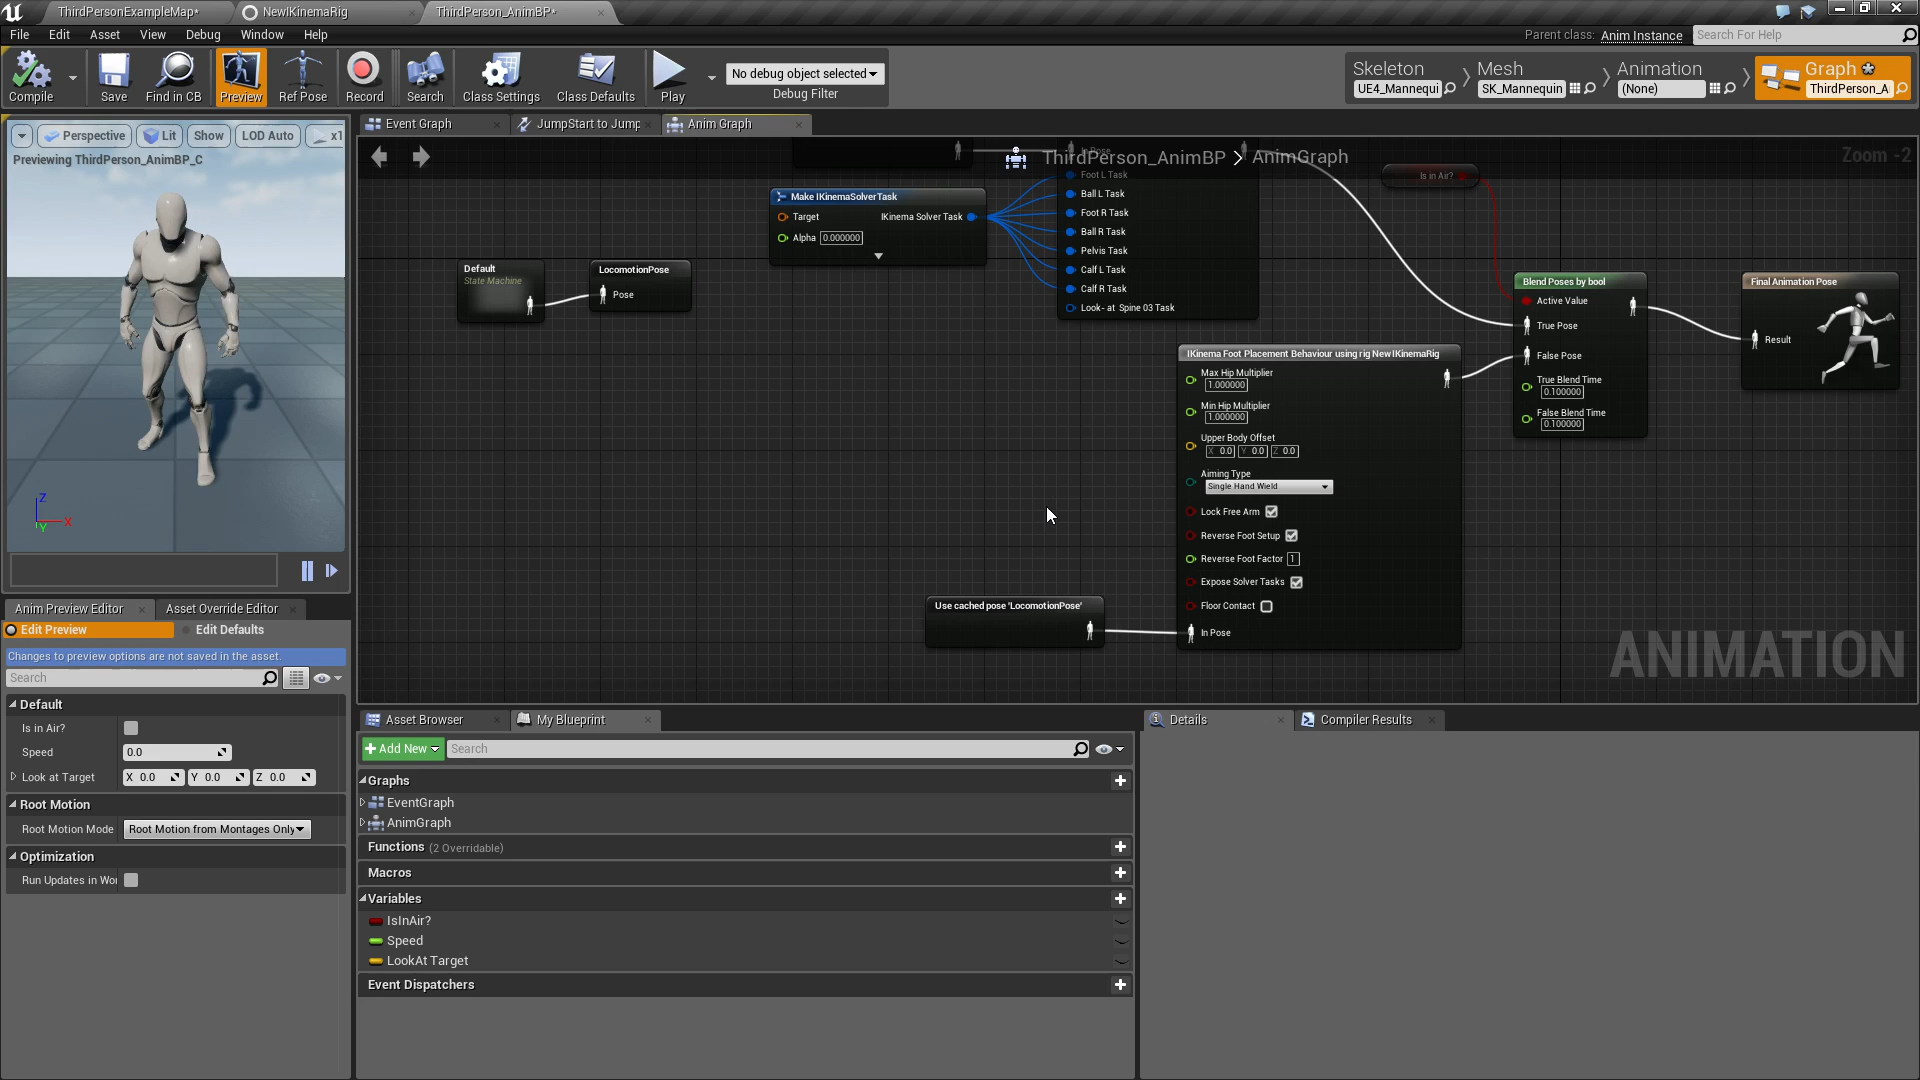 ThirdPersonExampleMap*
NewIKinemaRig
ThirdPerson_AnimBP*
File Edit Asset View Debug Window Help
Parent class: Anim Instance
Search For Help
Compile
Save
Find in CB
Preview
Ref Pose
Record
Search
Class Settings
Class Defaults
Play
No debug object selected
Debug Filter
Skeleton
UE4_Mannequi
Mesh
SK_Mannequin
Animation
(None)
Graph
ThirdPerson_A
Perspective
Lit
Show
LOD Auto
x1
Previewing ThirdPerson_AnimBP_C
Z
X
Y
Event Graph
JumpStart to Jump
Anim Graph
ThirdPerson_AnimBP > AnimGraph
Zoom -2
In Pose
Foot L Task
Ball L Task
Foot R Task
Ball R Task
Pelvis Task
Calf L Task
Calf R Task
Look- at Spine 03 Task
Make IKinemaSolverTask
Target
IKinema Solver Task
Alpha 0.000000
Default
State Machine
LocomotionPose
Pose
Is in Air?
Blend Poses by bool
Active Value
True Pose
False Pose
True Blend Time
0.100000
False Blend Time
0.100000
Final Animation Pose
Result
IKinema Foot Placement Behaviour using rig NewIKinemaRig
Max Hip Multiplier
1.000000
Min Hip Multiplier
1.000000
Upper Body Offset
X 0.0 Y 0.0 Z 0.0
Aiming Type
Single Hand Wield
Lock Free Arm
Reverse Foot Setup
Reverse Foot Factor 1
Expose Solver Tasks
Floor Contact
In Pose
Use cached pose 'LocomotionPose'
ANIMATION
Anim Preview Editor
Asset Override Editor
Edit Preview
Edit Defaults
Changes to preview options are not saved in the asset.
Search
Default
Is in Air?
Speed 0.0
Look at Target X 0.0 Y 0.0 Z 0.0
Root Motion
Root Motion Mode Root Motion from Montages Only
Optimization
Run Updates in Wor
Asset Browser
My Blueprint
Add New
Search
Graphs
EventGraph
AnimGraph
Functions (2 Overridable)
Macros
Variables
IsInAir?
Speed
LookAt Target
Event Dispatchers
Details
Compiler Results